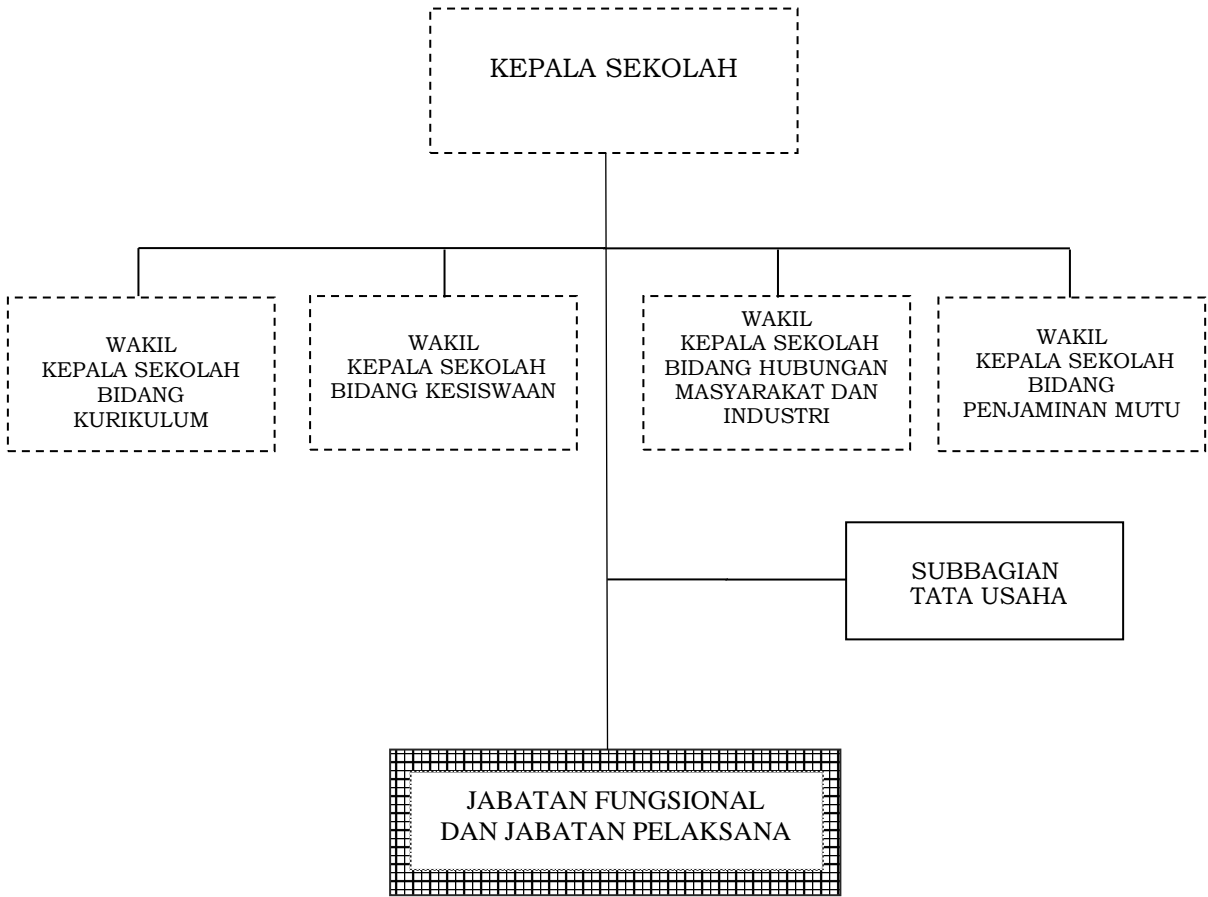 KEPALA SEKOLAH
WAKIL
KEPALA SEKOLAH
BIDANG
KURIKULUM
WAKIL
KEPALA SEKOLAH
BIDANG KESISWAAN
WAKIL
KEPALA SEKOLAH
BIDANG HUBUNGAN
MASYARAKAT DAN
INDUSTRI
WAKIL
KEPALA SEKOLAH
BIDANG
PENJAMINAN MUTU
SUBBAGIAN
TATA USAHA
JABATAN FUNGSIONAL
DAN JABATAN PELAKSANA